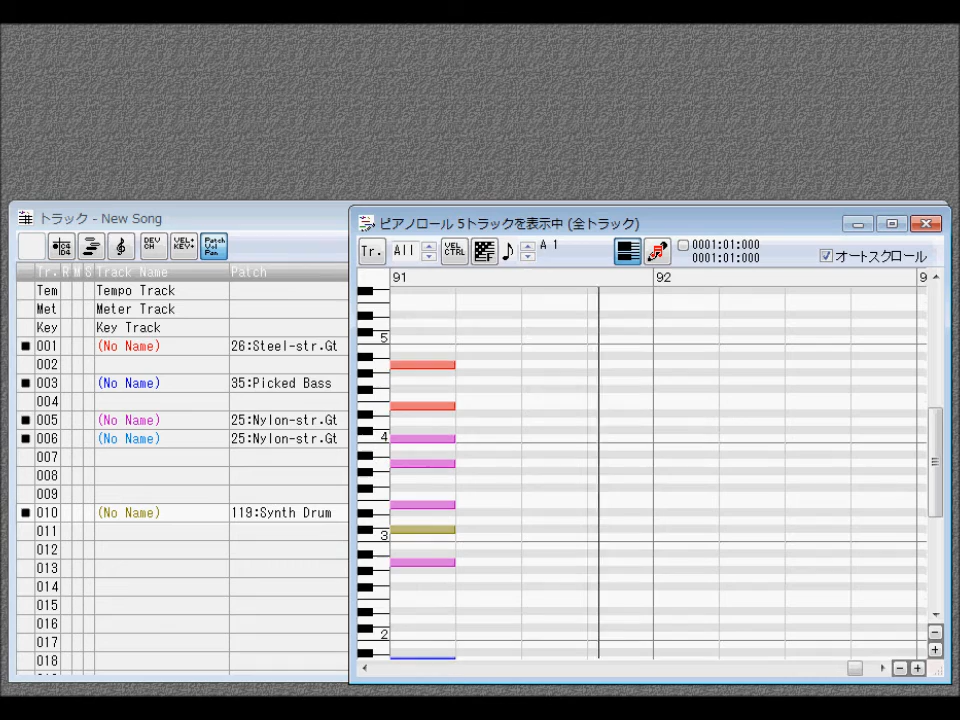 トラック - New Song
C4 D4
DEV CH
VEL· KEY+
Patch Vol Pan
Tr. R M S Track Name Patch
Tem Tempo Track
Met Meter Track
Key Key Track
001 (No Name) 26:Steel-str.Gt
002
003 (No Name) 35:Picked Bass
004
005 (No Name) 25:Nylon-str.Gt
006 (No Name) 25:Nylon-str.Gt
007
008
009
010 (No Name) 119:Synth Drum
011
012
013
014
015
016
017
018
ピアノロール 5トラックを表示中 (全トラック)
Tr. All VEL CTRL A 1
0001:01:000
0001:01:000
オートスクロール
91 92 9
5
4
3
2